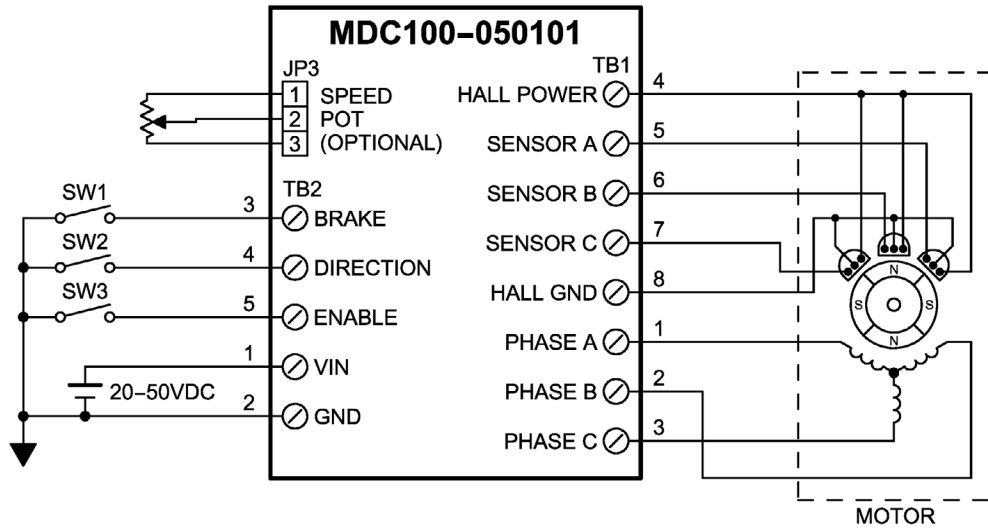 MDC100-050101
JP3
1 SPEED
2 POT
3 (OPTIONAL)
SW1
SW2
SW3
TB2
3 BRAKE
4 DIRECTION
5 ENABLE
1 VIN
20-50VDC
2 GND
TB1
HALL POWER 4
SENSOR A 5
SENSOR B 6
SENSOR C 7
HALL GND 8
PHASE A 1
PHASE B 2
PHASE C 3
N
S S
N
MOTOR